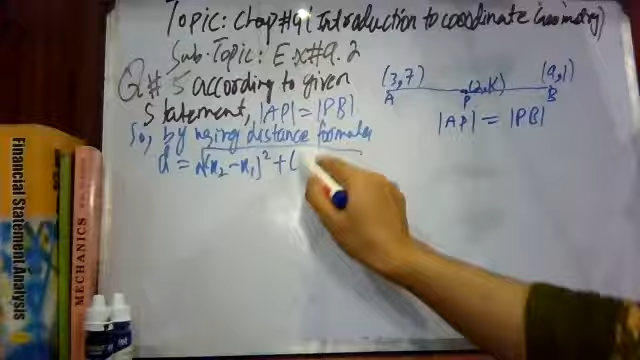 Topic: Chap#9(Introduction to coordinate Geometry)
Sub-Topic: Ex#9.2
Q#5 according to given
Statement, |AP| = |PB|
So, by using distance formula
d = √[x₂-x₁]² + (
(3,7) (2,K) (9,1)
A P B
|AP| = |PB|
Financial Statement Analysis
MECHANICS